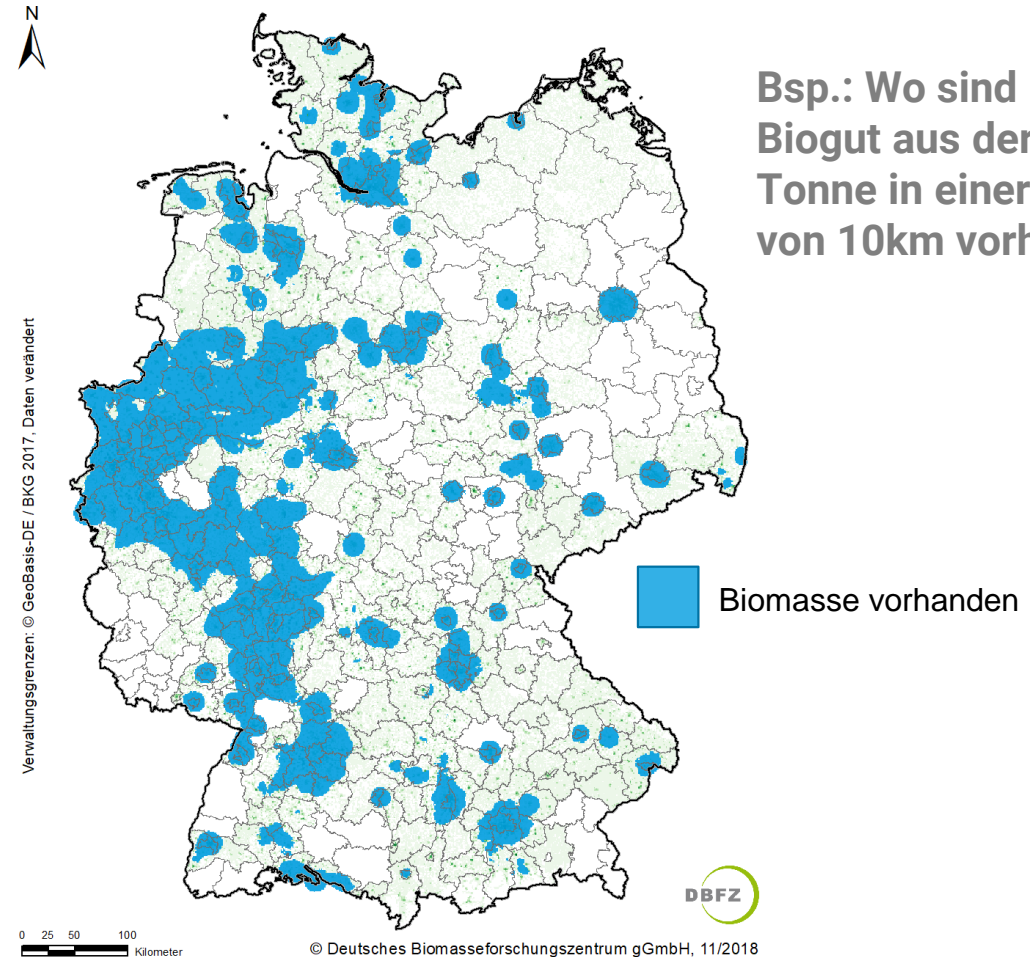 N
Bsp.: Wo sind
Biogut aus der
Tonne in einer
von 10km
Verwaltungsgrenzen: © GeoBasis-DE / BKG 2017, Daten verändert
Biomasse vorhanden
DBFZ
0 25 50 100
Kilometer
© Deutsches Biomasseforschungszentrum gGmbH, 11/2018